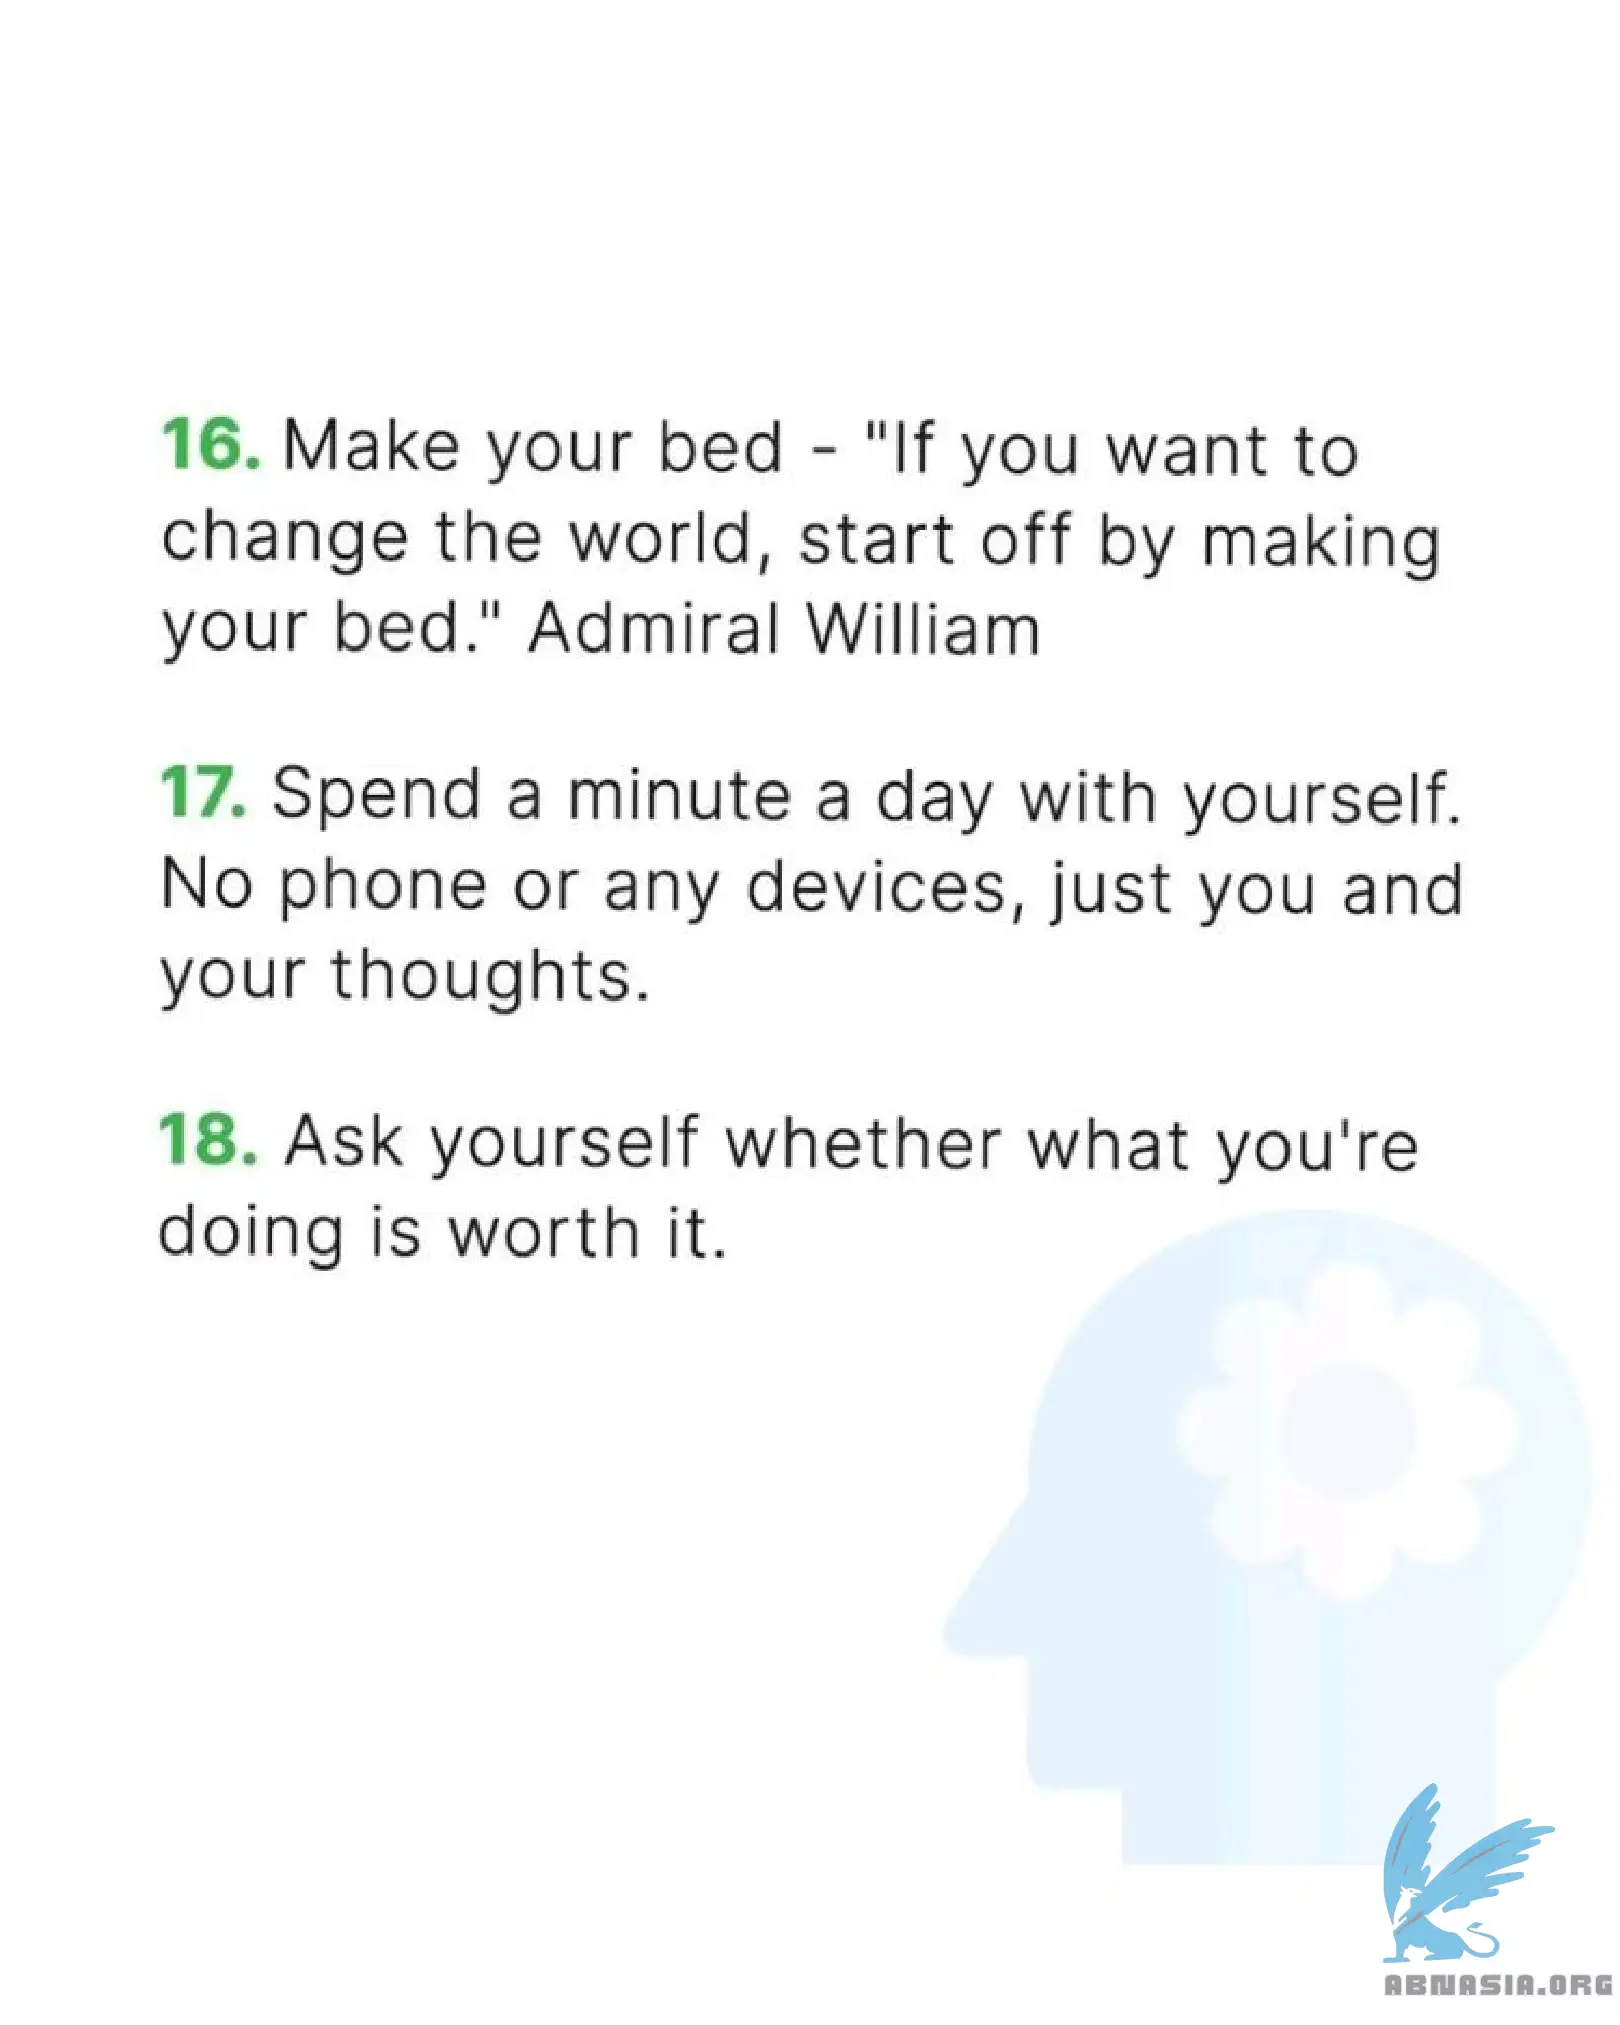 16. Make your bed - "If you want to
change the world, start off by making
your bed." Admiral William
17. Spend a minute a day with yourself.
No phone or any devices, just you and
your thoughts.
18. Ask yourself whether what you're
doing is worth it.
ABNASIA.ORG